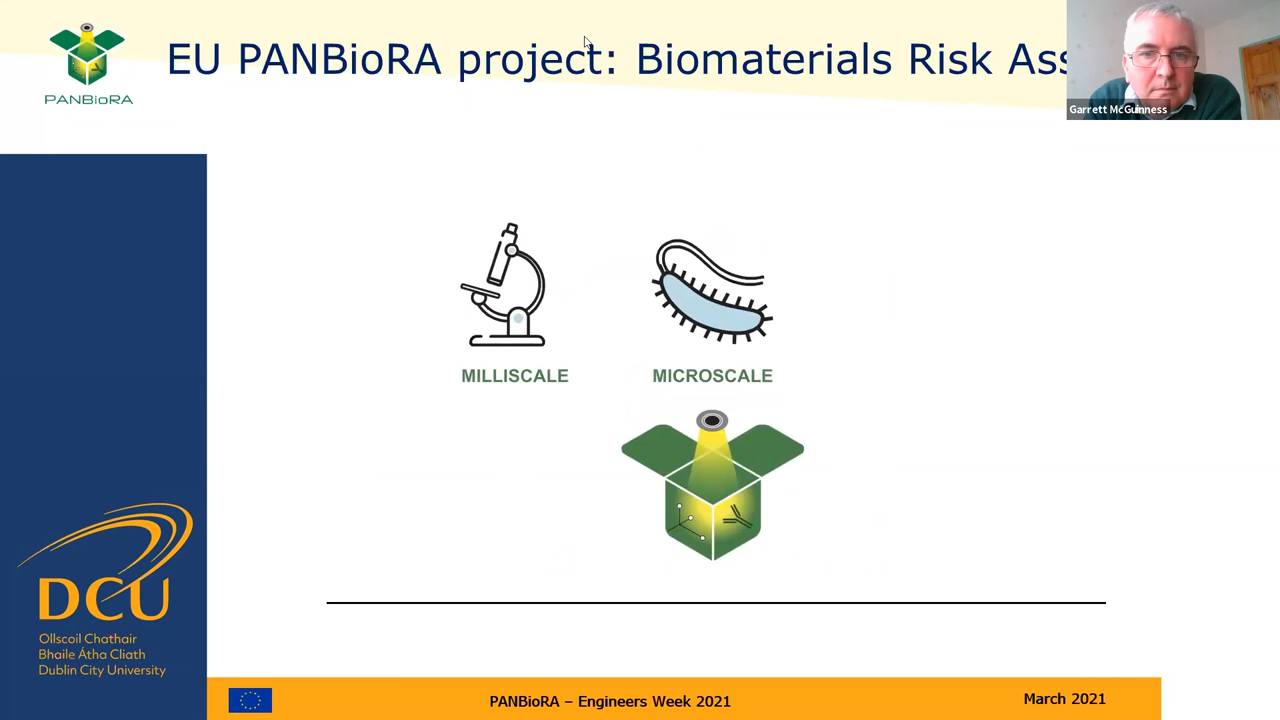 EU PANBioRA project: Biomaterials Risk Ass
PANBioRA
Garrett McGuinness
MILLISCALE
MICROSCALE
DCU
Ollscoil Chathair
Bhaile Átha Cliath
Dublin City University
PANBioRA – Engineers Week 2021
March 2021